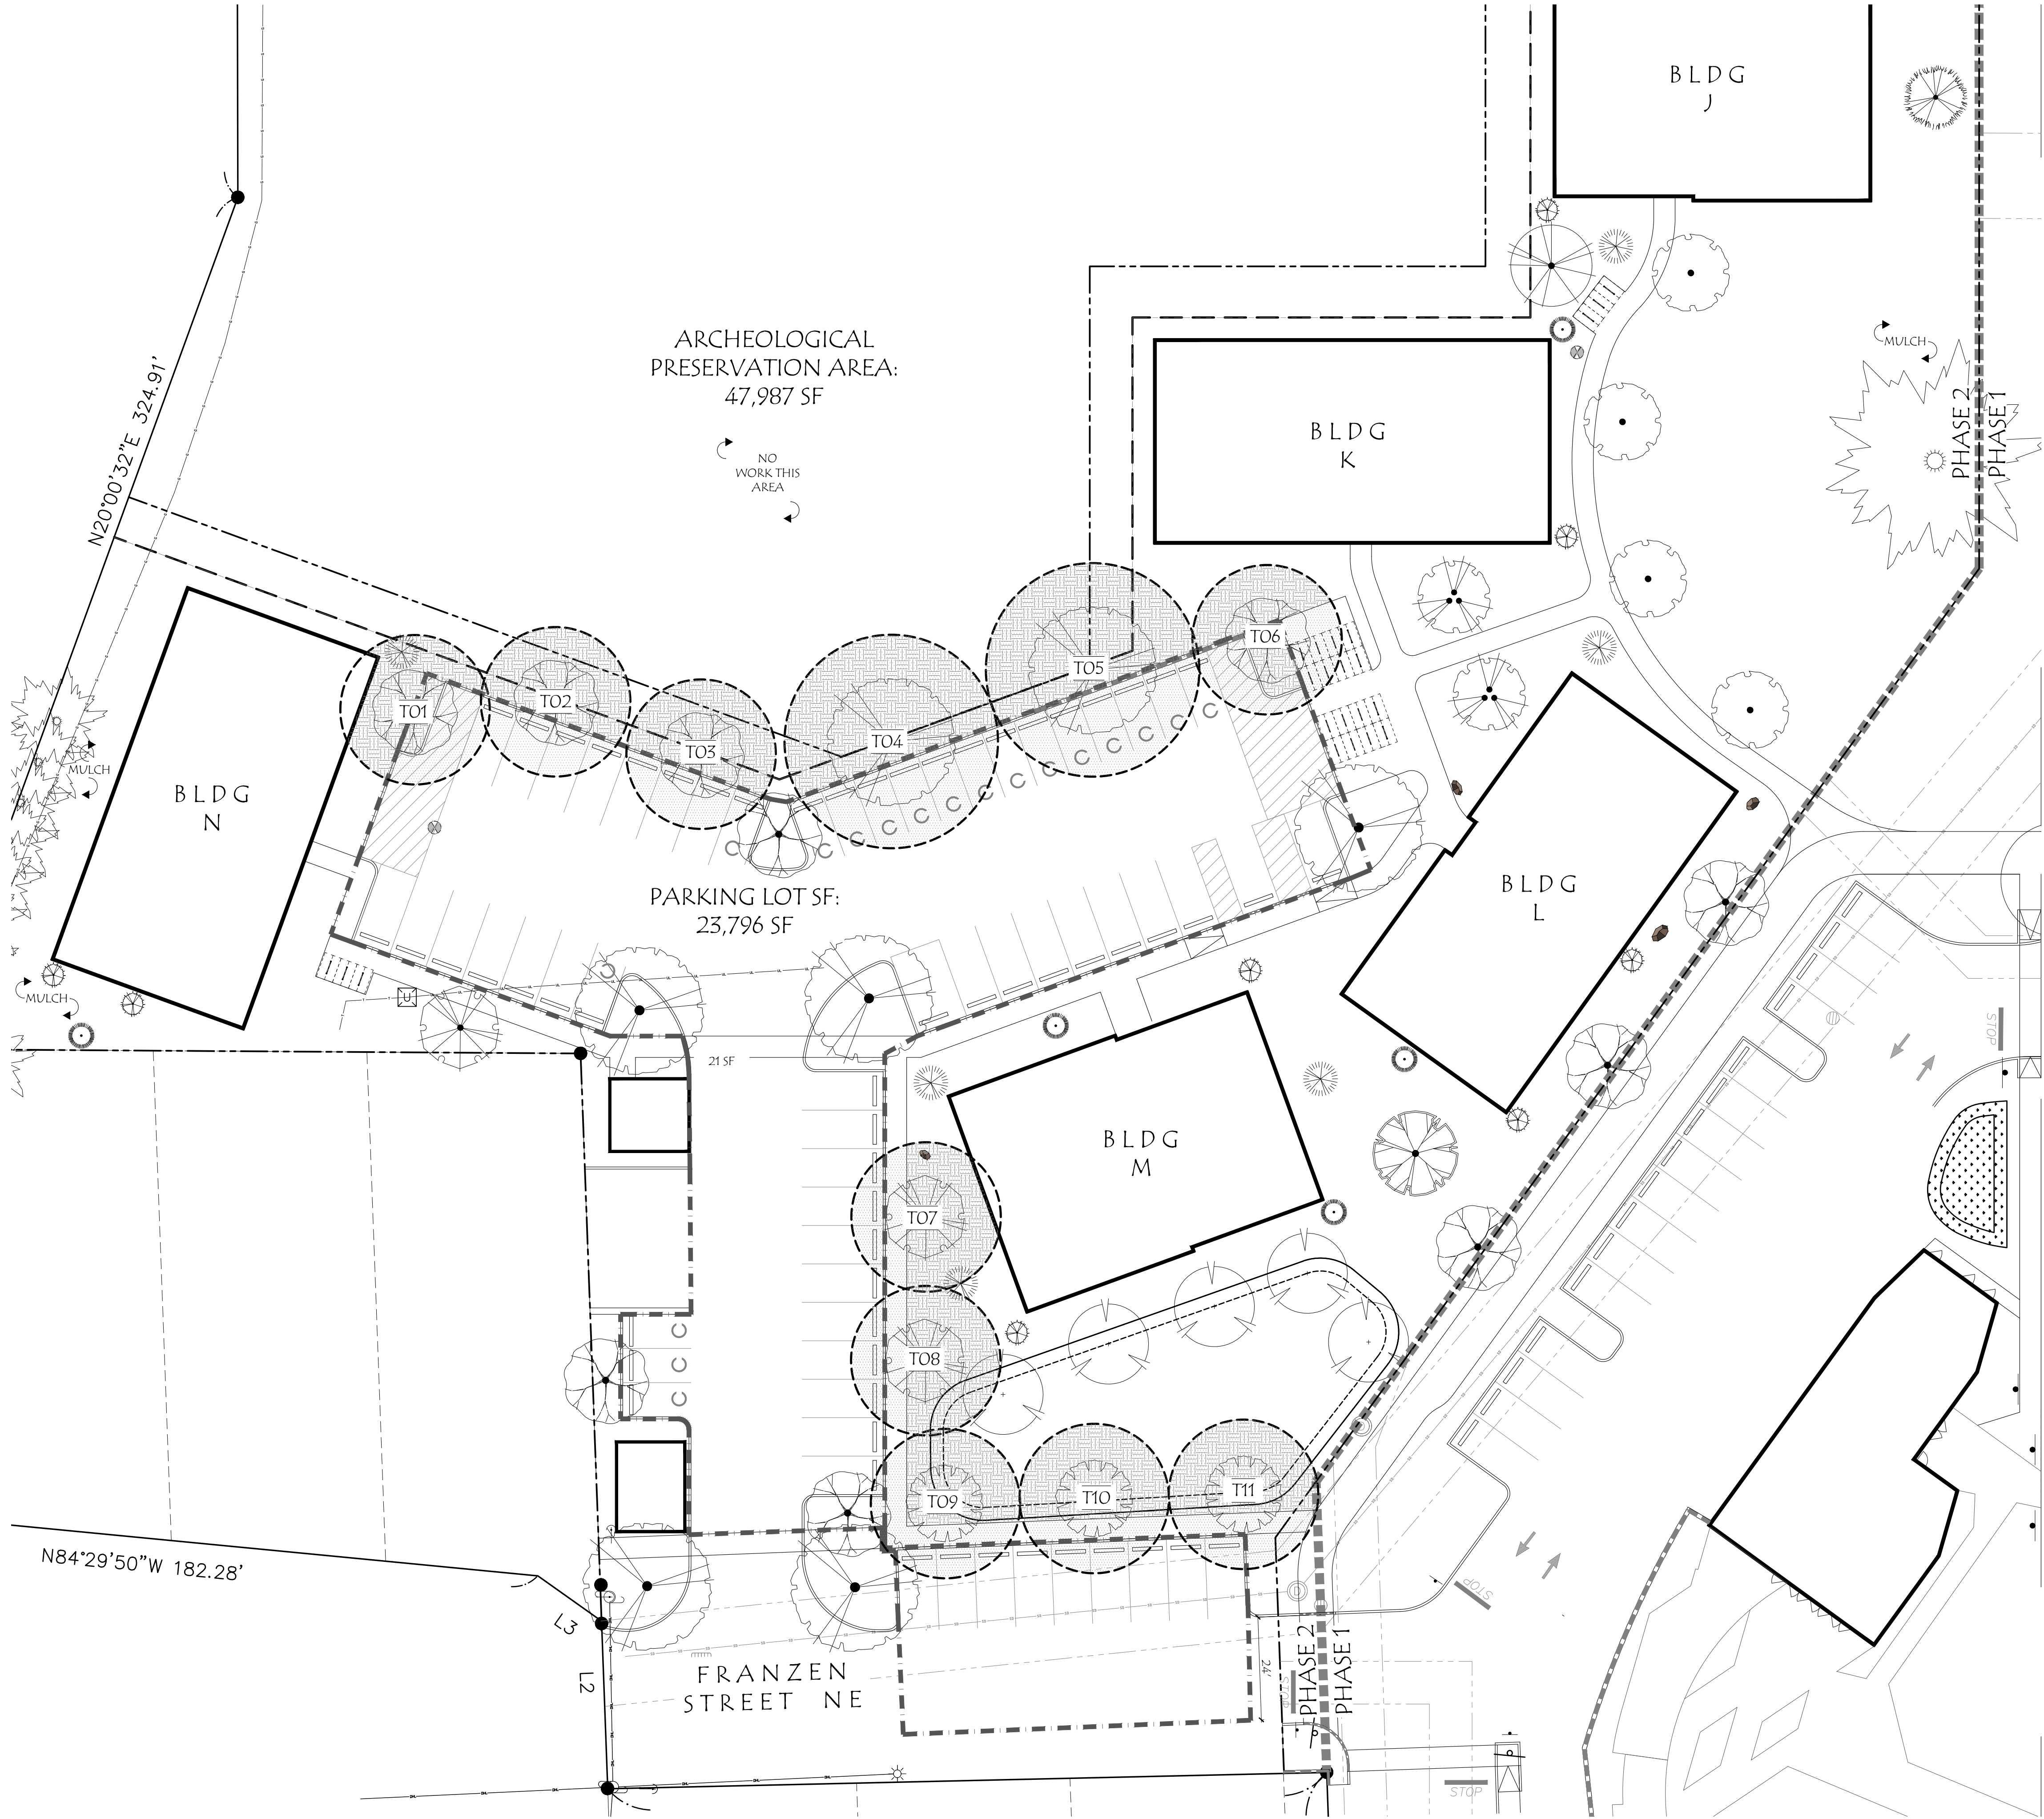 BLDG
J
N20°00'32"E 324.91'
ARCHEOLOGICAL
PRESERVATION AREA:
47,987 SF
NO
WORK THIS
AREA
BLDG
K
MULCH
PHASE 2
PHASE 1
T01
T02
T03
T04
T05
T06
BLDG
N
MULCH
MULCH
C
C
C
C
C
C
C
C
C
C
C
C
C
PARKING LOT SF:
23,796 SF
C
U
BLDG
L
STOP
21 SF
BLDG
M
T07
T08
C
C
C
T09
T10
T11
N84°29'50"W 182.28'
L3
L2
FRANZEN
STREET NE
24'
STOP
PHASE 2
PHASE 1
STOP
STOP